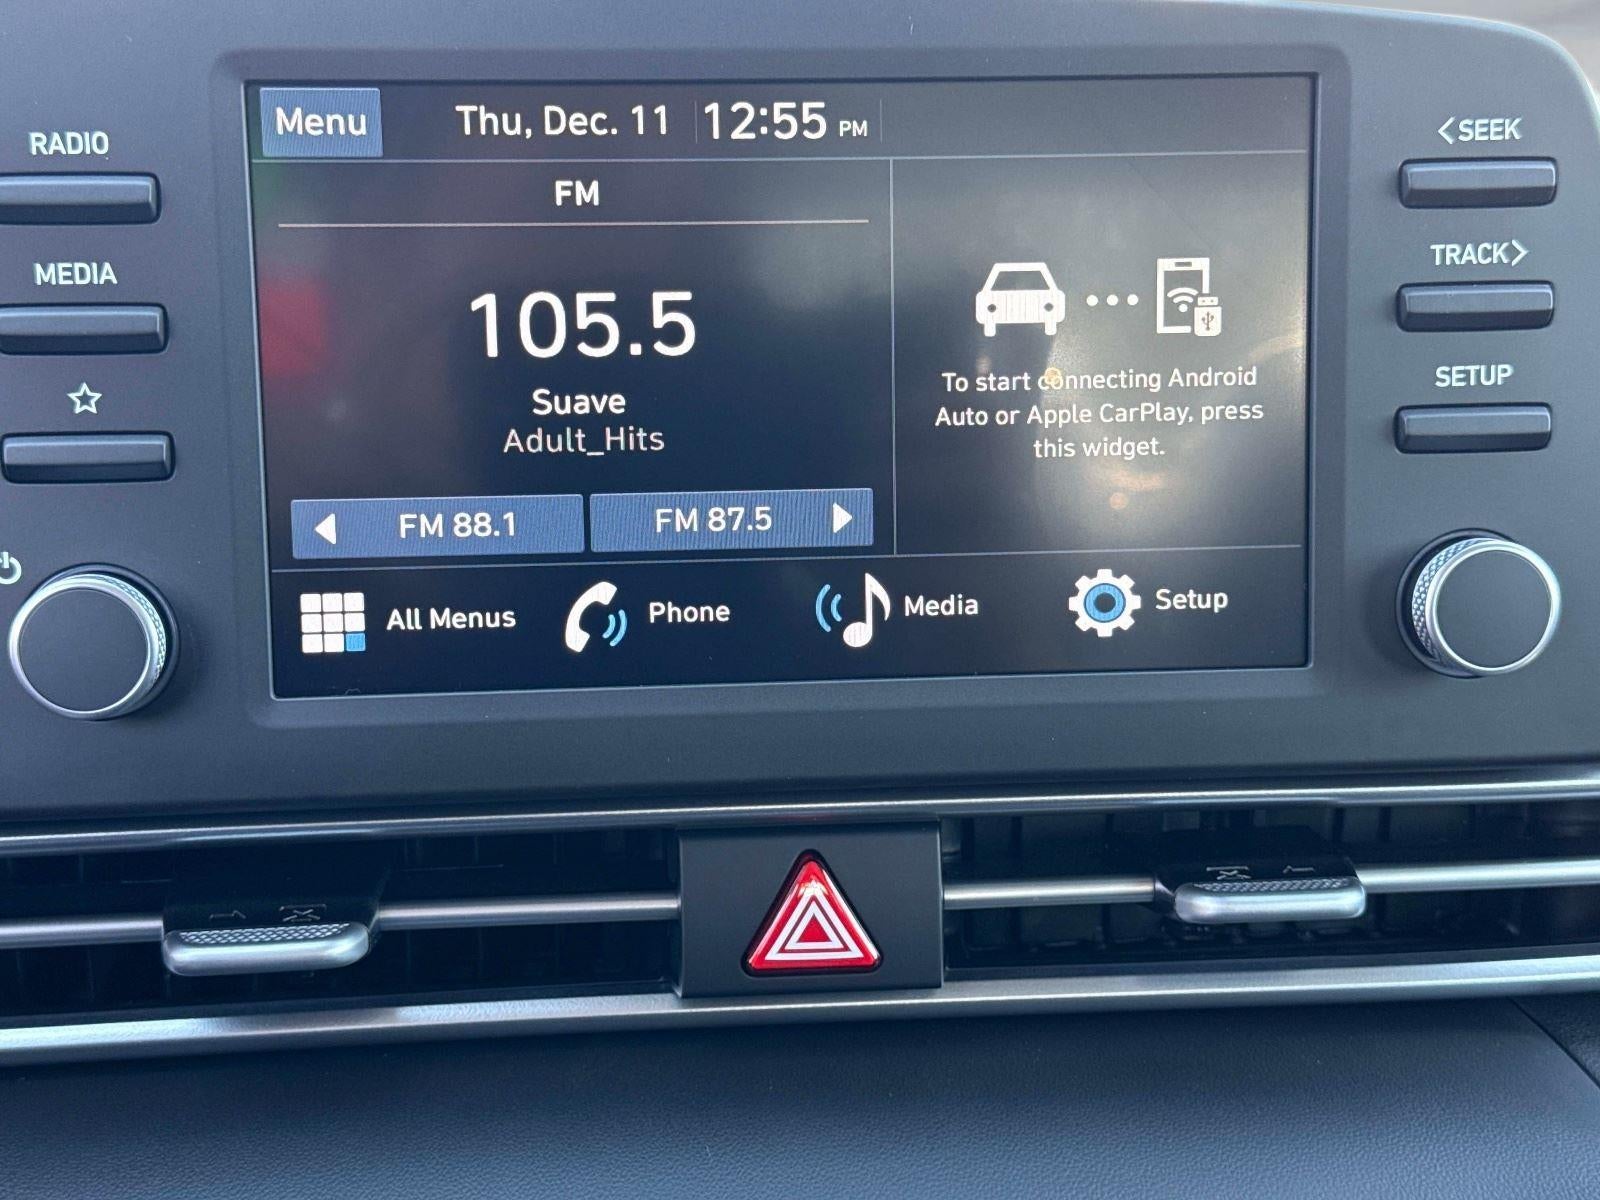 RADIO
MEDIA
Menu
Thu, Dec. 11
12:55 PM
FM
105.5
Suave
Adult_Hits
FM 88.1
FM 87.5
To start connecting Android
Auto or Apple CarPlay, press
this widget.
All Menus
Phone
Media
Setup
<SEEK
TRACK>
SETUP